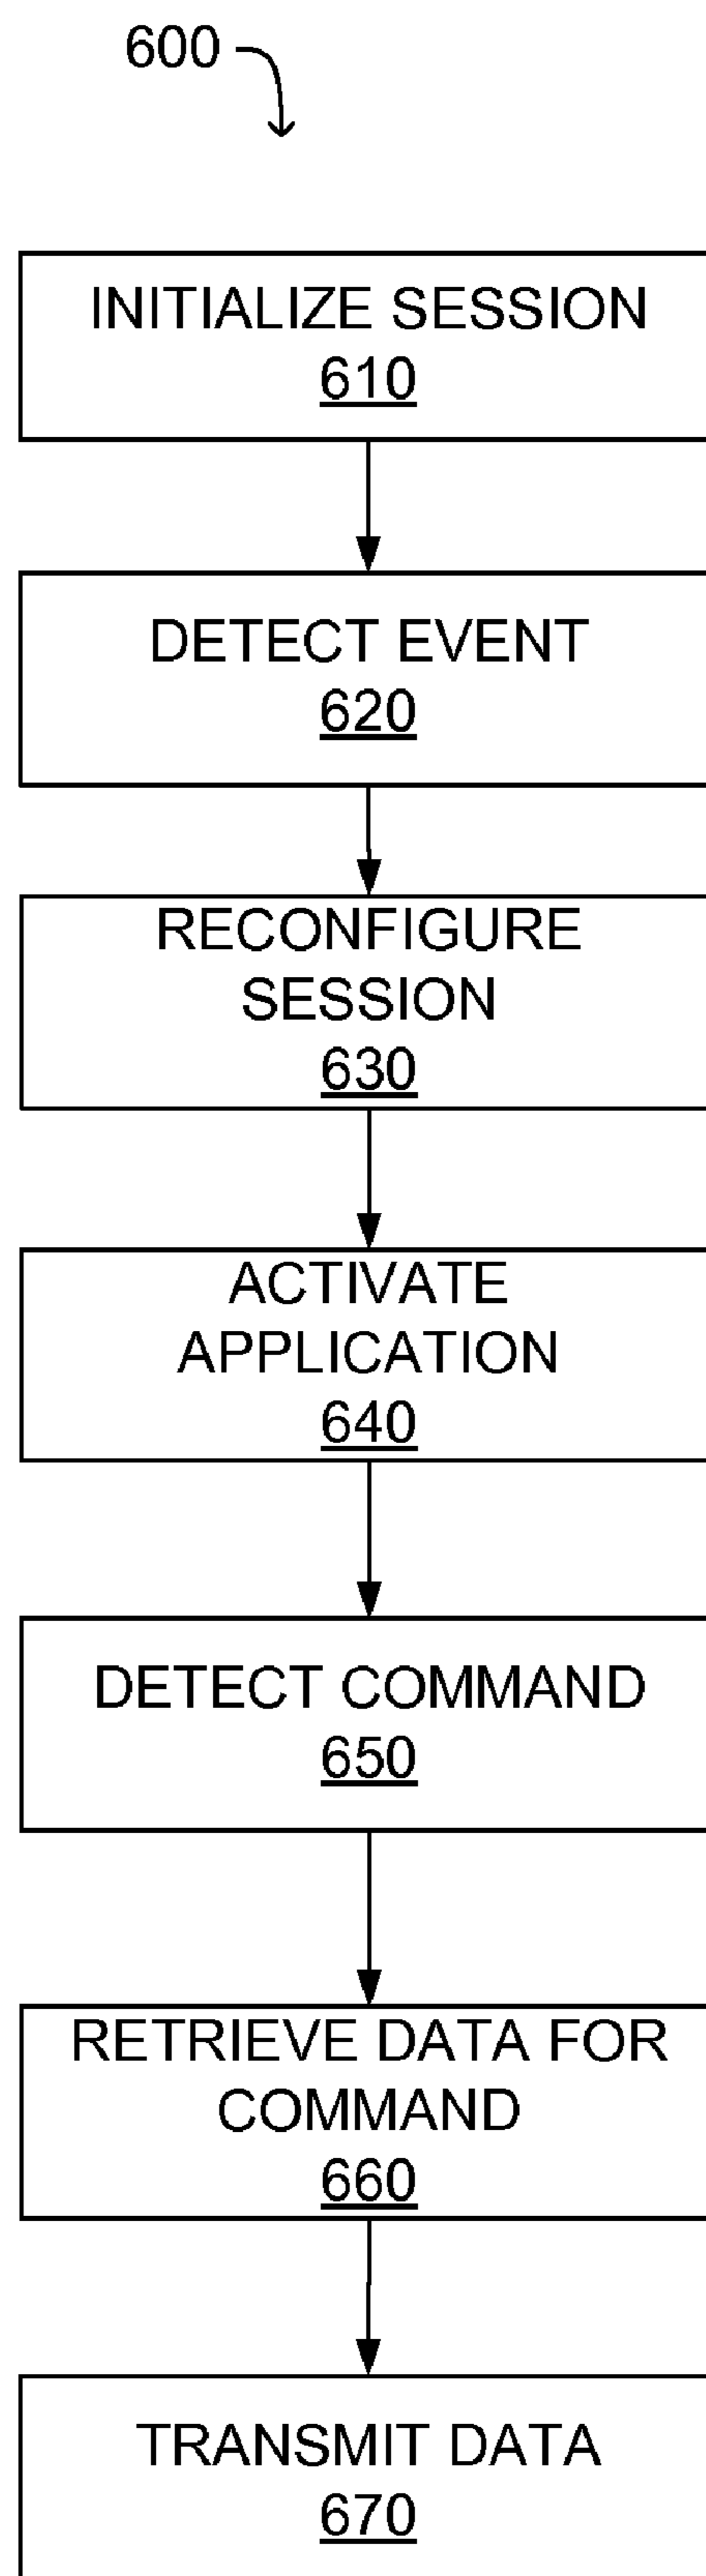 600
INITIALIZE SESSION
610
DETECT EVENT
620
RECONFIGURE
SESSION
630
ACTIVATE
APPLICATION
640
DETECT COMMAND
650
RETRIEVE DATA FOR
COMMAND
660
TRANSMIT DATA
670